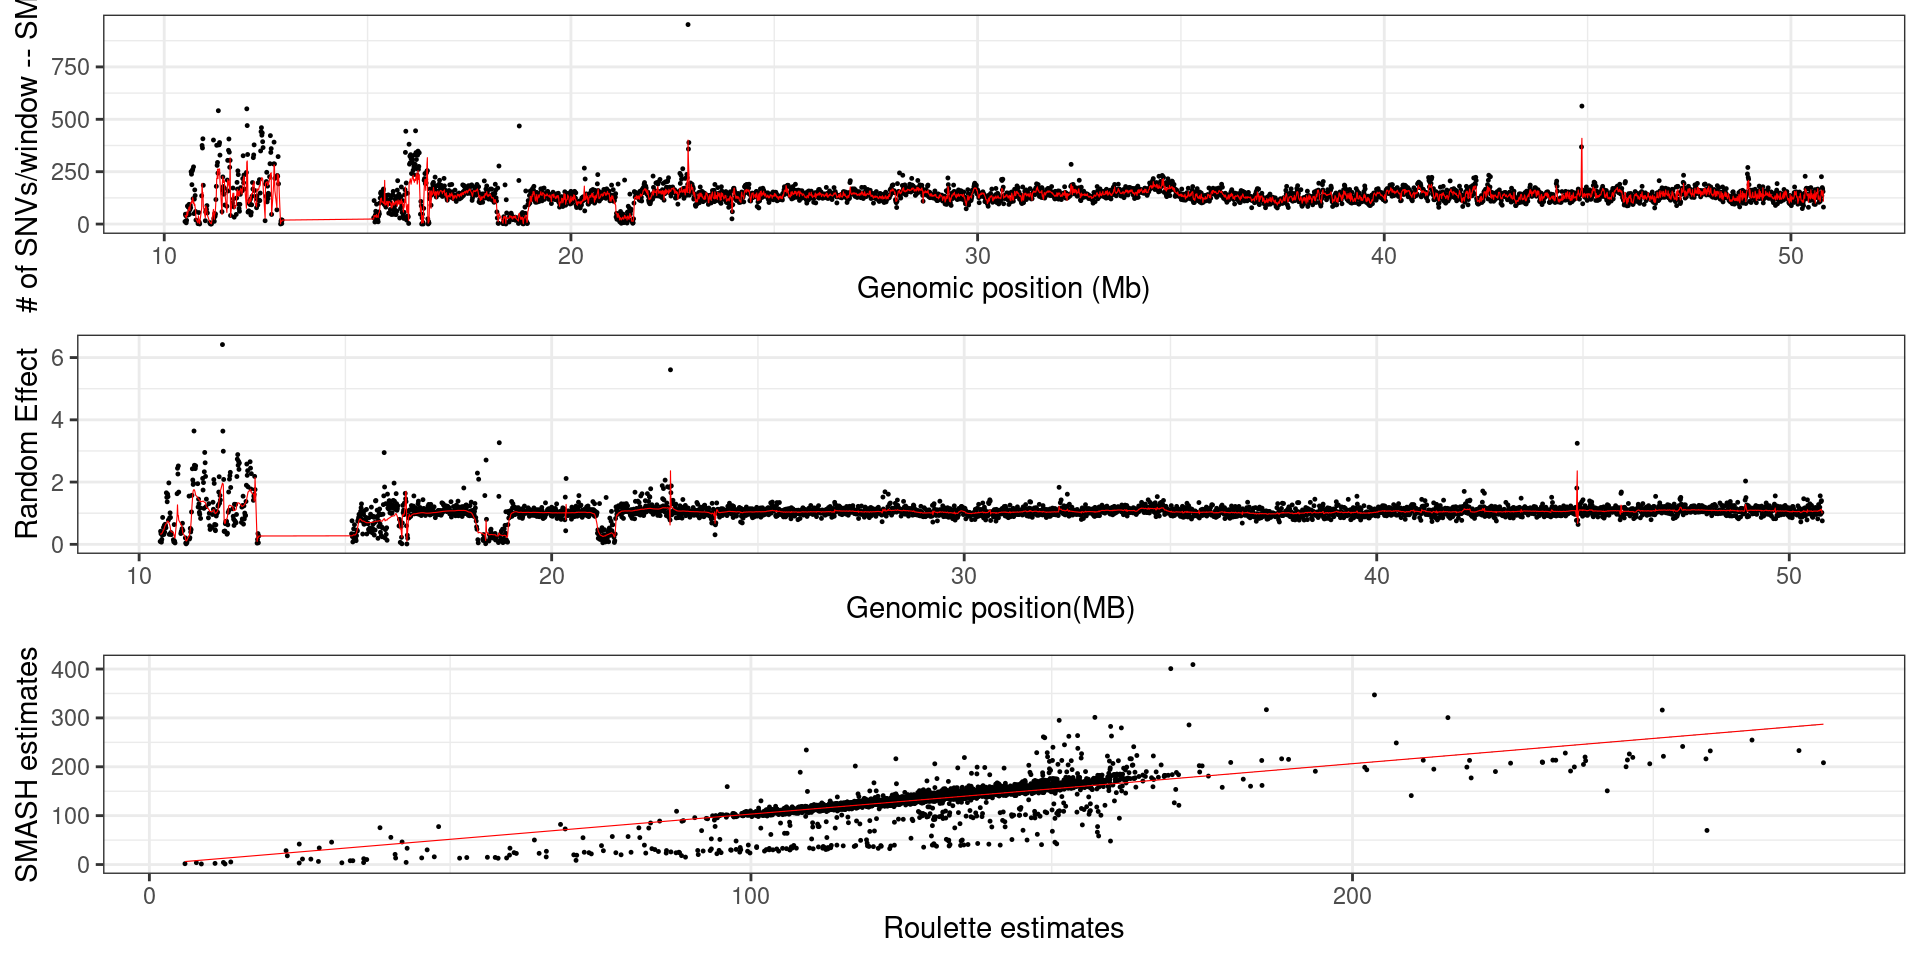 # of SNVs/window -- SM
750
500
250
0
10 20 30 40 50
Genomic position (Mb)
Random Effect
6
4
2
0
10 20 30 40 50
Genomic position(MB)
SMASH estimates
400
300
200
100
0
0 100 200
Roulette estimates